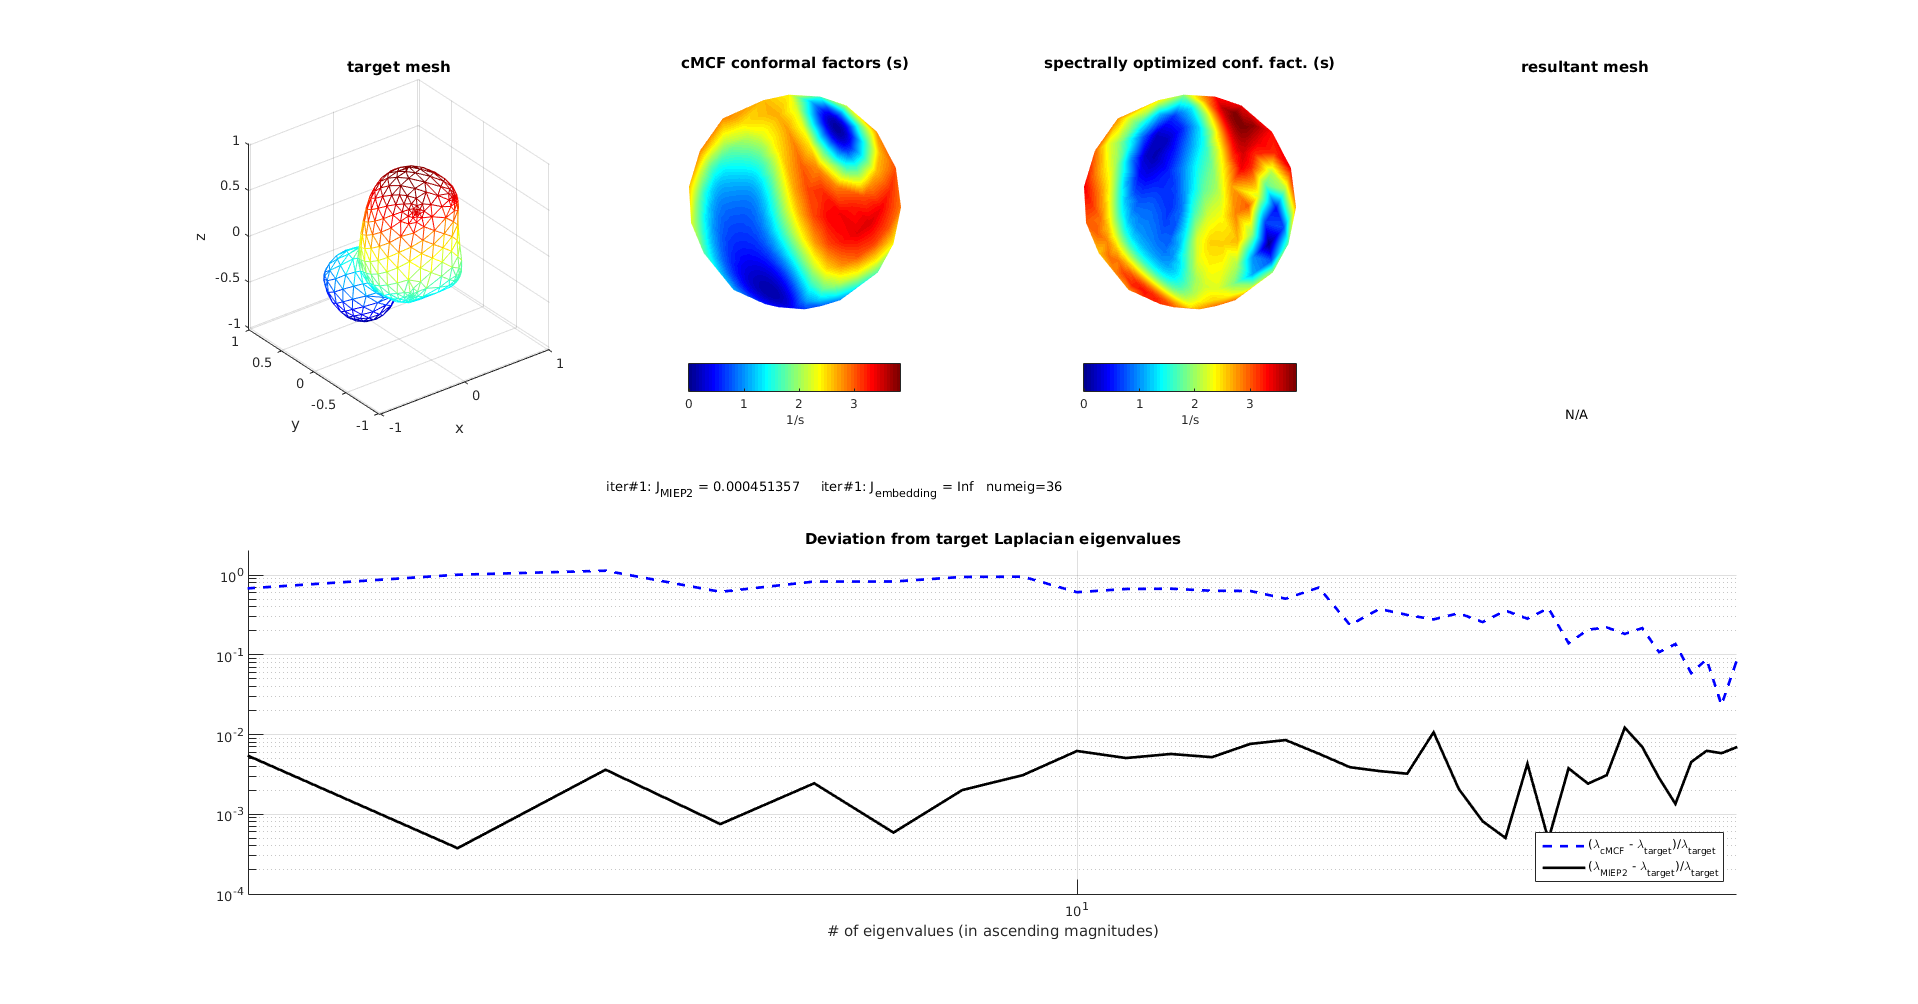 target mesh
cMCF conformal factors (s)
spectrally optimized conf. fact. (s)
resultant mesh
1
0.5
0
-0.5
-1
z
1
0.5
0
-0.5
-1
y
-1
0
1
x
0 1 2 3
1/s
0 1 2 3
1/s
N/A
iter#1: J_MIEP2 = 0.000451357 iter#1: J_embedding = Inf numeig=36
Deviation from target Laplacian eigenvalues
10^0
10^-1
10^-2
10^-3
10^-4
(λ_cMCF - λ_target)/λ_target
(λ_MIEP2 - λ_target)/λ_target
10^1
# of eigenvalues (in ascending magnitudes)